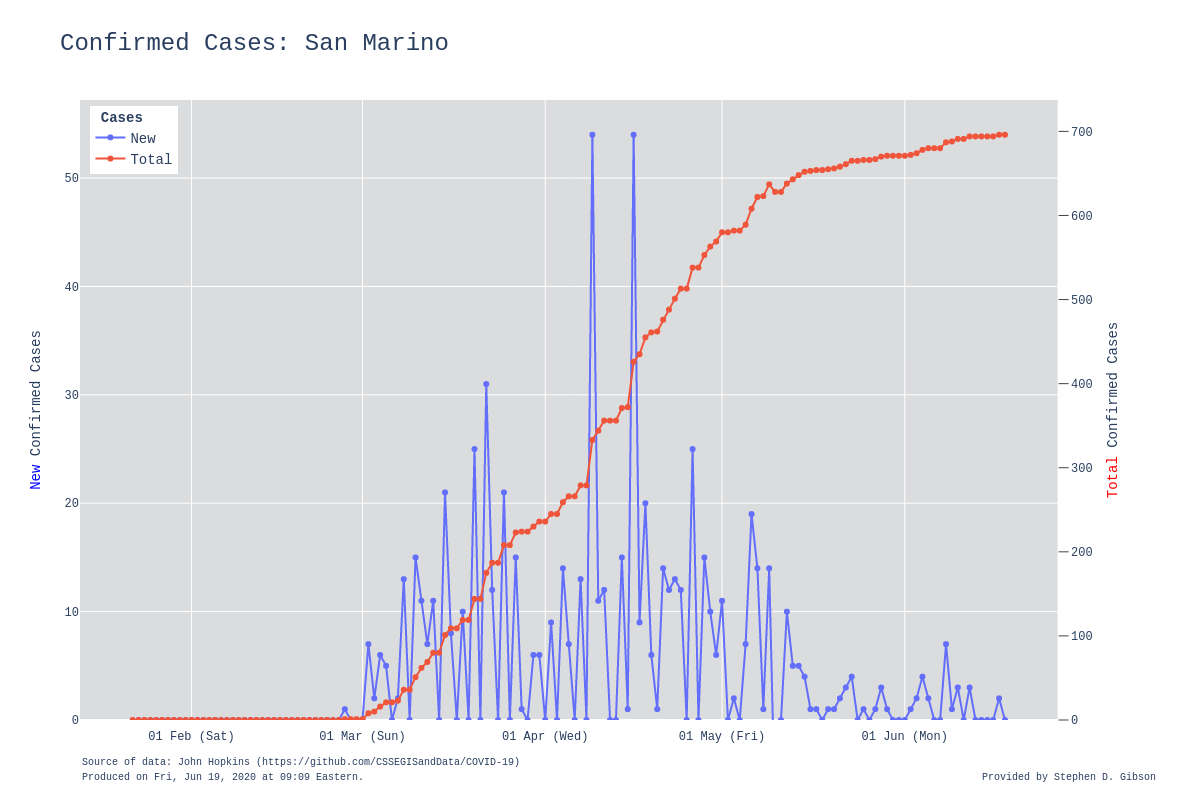 Confirmed Cases: San Marino
Cases
New
Total
50
40
30
20
10
0
New Confirmed Cases
700
600
500
400
300
200
100
0
Total Confirmed Cases
01 Feb (Sat)
01 Mar (Sun)
01 Apr (Wed)
01 May (Fri)
01 Jun (Mon)
Source of data: John Hopkins (https://github.com/CSSEGISandData/COVID-19)
Produced on Fri, Jun 19, 2020 at 09:09 Eastern.
Provided by Stephen D. Gibson